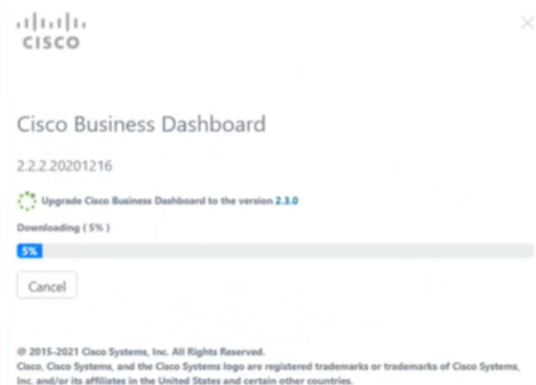 CISCO
Cisco Business Dashboard
2.2.2.20201216
Upgrade Cisco Business Dashboard to the version 2.3.0
Downloading ( 5% )
5%
Cancel
© 2015-2021 Cisco Systems, Inc. All Rights Reserved.
Cisco, Cisco Systems, and the Cisco Systems logo are registered trademarks or trademarks of Cisco Systems,
Inc. and/or its affiliates in the United States and certain other countries.